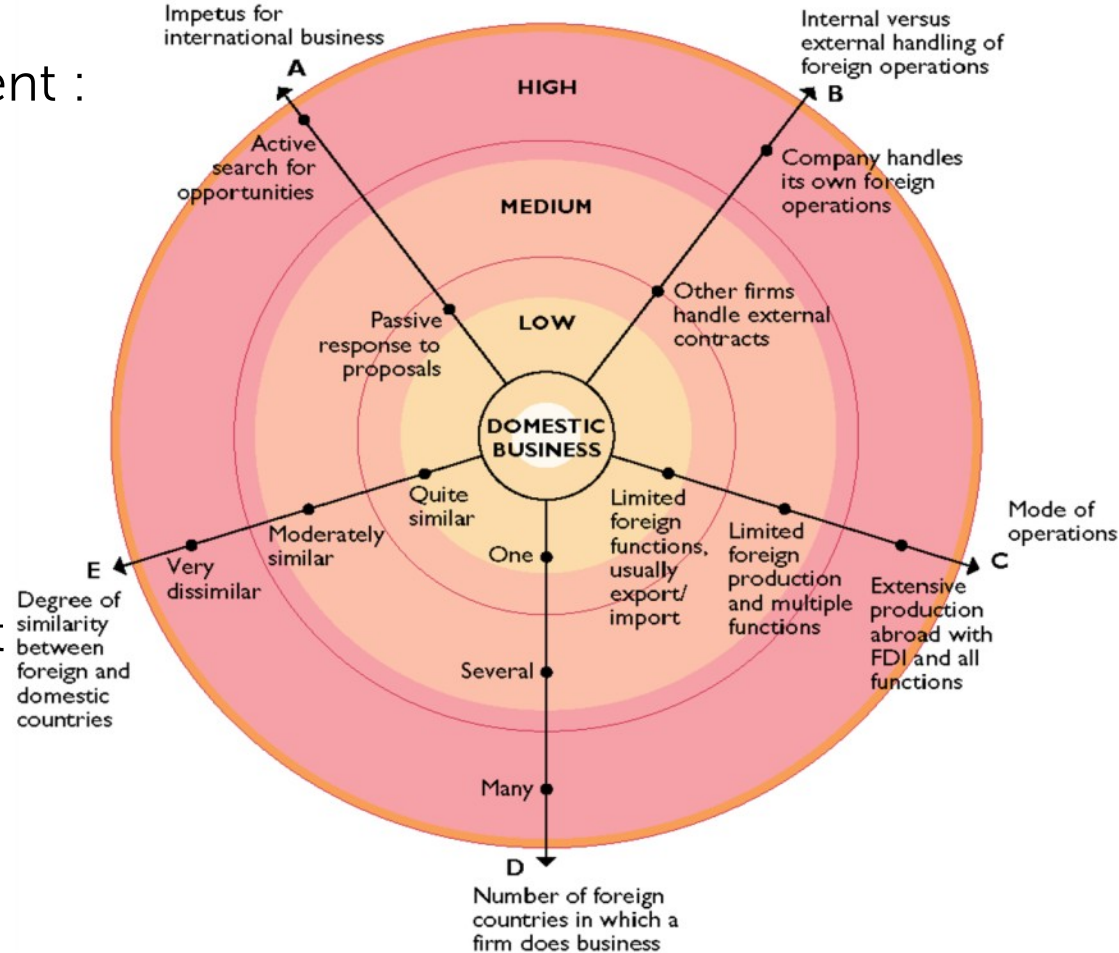 Impetus for
international business
A
ent :
Internal versus
external handling of
foreign operations
B
HIGH
Active
search for
opportunities
Company handles
its own foreign
operations
MEDIUM
Passive
response to
proposals
LOW
Other firms
handle external
contracts
DOMESTIC
BUSINESS
Quite
similar
Moderately
similar
Very
dissimilar
E
Degree of
similarity
between
foreign and
domestic
countries
One
Several
Many
D
Number of foreign
countries in which a
firm does business
Limited
foreign
functions,
usually
export/
import
Limited
foreign
production
and multiple
functions
Extensive
production
abroad with
FDI and all
functions
Mode of
operations
C